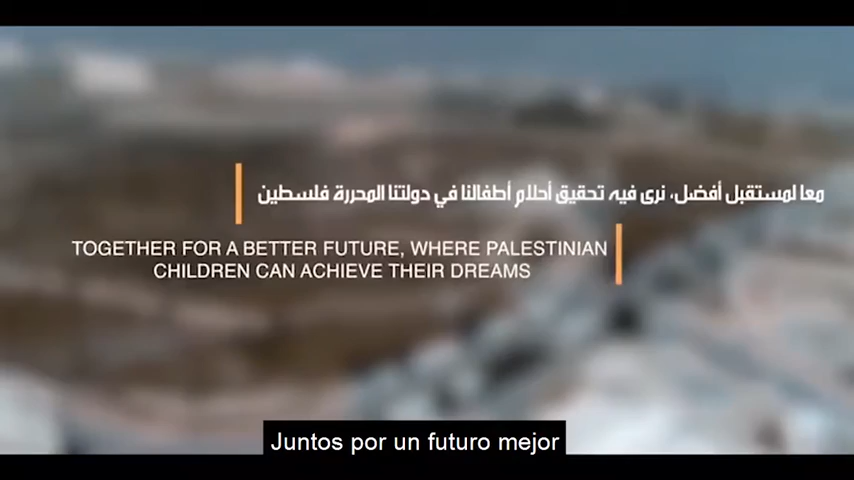 معا لمستقبل أفضل، نرى فيه تحقيق أحلام أطفالنا في دولتنا المحررة فلسطين
TOGETHER FOR A BETTER FUTURE, WHERE PALESTINIAN
CHILDREN CAN ACHIEVE THEIR DREAMS
Juntos por un futuro mejor